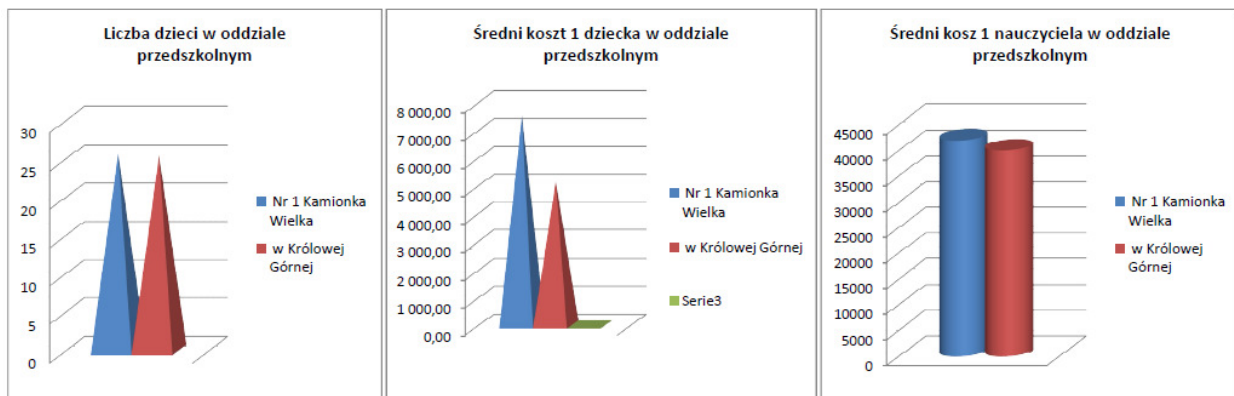 Liczba dzieci w oddziale
przedszkolnym
30
25
20
15
10
5
0
Nr 1 Kamionka
Wielka
w Królowej
Górnej
Średni koszt 1 dziecka w oddziale
przedszkolnym
8 000,00
7 000,00
6 000,00
5 000,00
4 000,00
3 000,00
2 000,00
1 000,00
0,00
Nr 1 Kamionka
Wielka
w Królowej Górnej
Serie3
Średni kosz 1 nauczyciela w oddziale
przedszkolnym
45000
40000
35000
30000
25000
20000
15000
10000
5000
0
Nr 1 Kamionka
Wielka
w Królowej
Górnej